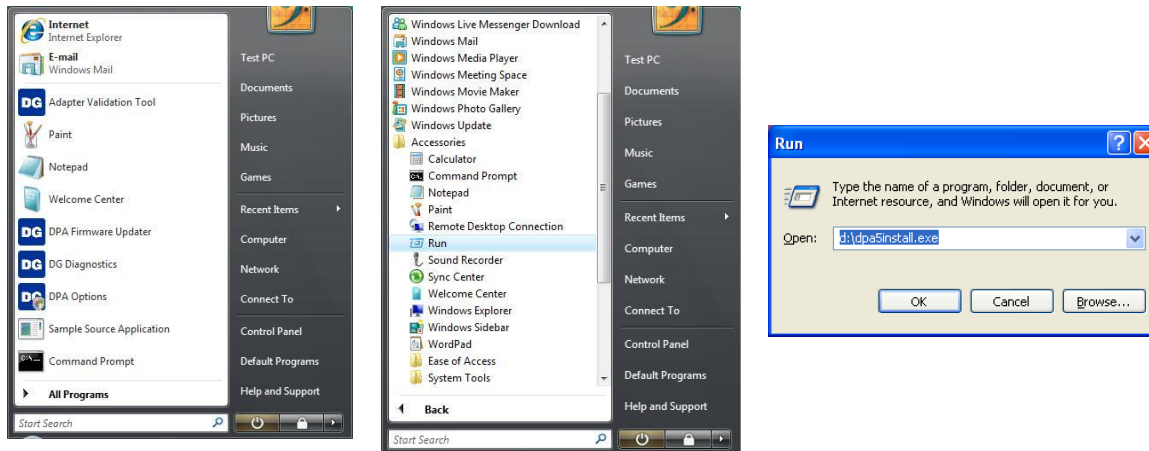 Internet
Internet Explorer
E-mail
Windows Mail
DG Adapter Validation Tool
Paint
Notepad
Welcome Center
DG DPA Firmware Updater
DG DG Diagnostics
DG DPA Options
Sample Source Application
Command Prompt
All Programs
Start Search
Test PC
Documents
Pictures
Music
Games
Recent Items
Computer
Network
Connect To
Control Panel
Default Programs
Help and Support
Windows Live Messenger Download
Windows Mail
Windows Media Player
Windows Meeting Space
Windows Movie Maker
Windows Photo Gallery
Windows Update
Accessories
Calculator
Command Prompt
Notepad
Paint
Remote Desktop Connection
Run
Sound Recorder
Sync Center
Welcome Center
Windows Explorer
Windows Sidebar
WordPad
Ease of Access
System Tools
Back
Start Search
Test PC
Documents
Pictures
Music
Games
Recent Items
Computer
Network
Connect To
Control Panel
Default Programs
Help and Support
Run
Type the name of a program, folder, document, or
Internet resource, and Windows will open it for you.
Open: d:\dpa5install.exe
OK Cancel Browse...